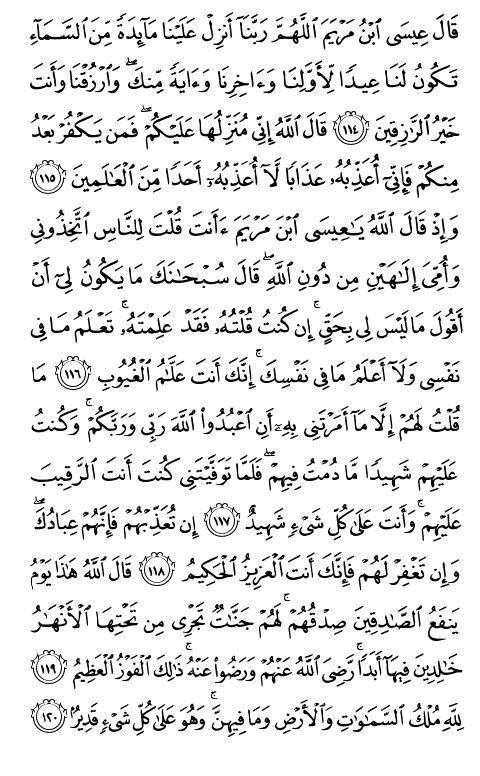 قَالَ عِيسَى ٱبۡنُ مَرۡيَمَ ٱللَّهُمَّ رَبَّنَآ أَنزِلۡ عَلَيۡنَا مَآئِدَةٗ مِّنَ ٱلسَّمَآءِ
تَكُونُ لَنَا عِيدٗا لِّأَوَّلِنَا وَءَاخِرِنَا وَءَايَةٗ مِّنكَۖ وَٱرۡزُقۡنَا وَأَنتَ
خَيۡرُ ٱلرَّٰزِقِينَ ١١٤ قَالَ ٱللَّهُ إِنِّي مُنَزِّلُهَا عَلَيۡكُمۡۖ فَمَن يَكۡفُرۡ بَعۡدُ
مِنكُمۡ فَإِنِّيٓ أُعَذِّبُهُۥ عَذَابٗا لَّآ أُعَذِّبُهُۥٓ أَحَدٗا مِّنَ ٱلۡعَٰلَمِينَ ١١٥
وَإِذۡ قَالَ ٱللَّهُ يَٰعِيسَى ٱبۡنَ مَرۡيَمَ ءَأَنتَ قُلۡتَ لِلنَّاسِ ٱتَّخِذُونِي
وَأُمِّيَ إِلَٰهَيۡنِ مِن دُونِ ٱللَّهِۖ قَالَ سُبۡحَٰنَكَ مَا يَكُونُ لِيٓ أَنۡ
أَقُولَ مَا لَيۡسَ لِي بِحَقٍّۚ إِن كُنتُ قُلۡتُهُۥ فَقَدۡ عَلِمۡتَهُۥۚ تَعۡلَمُ مَا فِي
نَفۡسِي وَلَآ أَعۡلَمُ مَا فِي نَفۡسِكَۚ إِنَّكَ أَنتَ عَلَّٰمُ ٱلۡغُيُوبِ ١١٦ مَا
قُلۡتُ لَهُمۡ إِلَّا مَآ أَمَرۡتَنِي بِهِۦٓ أَنِ ٱعۡبُدُواْ ٱللَّهَ رَبِّي وَرَبَّكُمۡۚ وَكُنتُ
عَلَيۡهِمۡ شَهِيدٗا مَّا دُمۡتُ فِيهِمۡۖ فَلَمَّا تَوَفَّيۡتَنِي كُنتَ أَنتَ ٱلرَّقِيبَ
عَلَيۡهِمۡۚ وَأَنتَ عَلَىٰ كُلِّ شَيۡءٖ شَهِيدٌ ١١٧ إِن تُعَذِّبۡهُمۡ فَإِنَّهُمۡ عِبَادُكَۖ
وَإِن تَغۡفِرۡ لَهُمۡ فَإِنَّكَ أَنتَ ٱلۡعَزِيزُ ٱلۡحَكِيمُ ١١٨ قَالَ ٱللَّهُ هَٰذَا يَوۡمُ
يَنفَعُ ٱلصَّٰدِقِينَ صِدۡقُهُمۡۚ لَهُمۡ جَنَّٰتٞ تَجۡرِي مِن تَحۡتِهَا ٱلۡأَنۡهَٰرُ
خَٰلِدِينَ فِيهَآ أَبَدٗاۖ رَّضِيَ ٱللَّهُ عَنۡهُمۡ وَرَضُواْ عَنۡهُۚ ذَٰلِكَ ٱلۡفَوۡزُ ٱلۡعَظِيمُ ١١٩
لِلَّهِ مُلۡكُ ٱلسَّمَٰوَٰتِ وَٱلۡأَرۡضِ وَمَا فِيهِنَّۚ وَهُوَ عَلَىٰ كُلِّ شَيۡءٖ قَدِيرُۢ ١٢٠